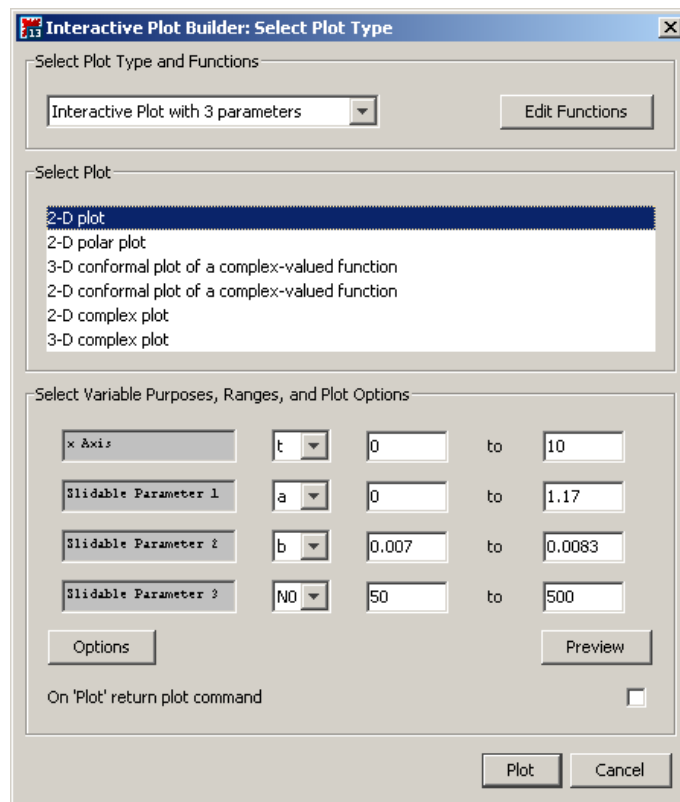 13 Interactive Plot Builder: Select Plot Type
Select Plot Type and Functions
Interactive Plot with 3 parameters
Edit Functions
Select Plot
2-D plot
2-D polar plot
3-D conformal plot of a complex-valued function
2-D conformal plot of a complex-valued function
2-D complex plot
3-D complex plot
Select Variable Purposes, Ranges, and Plot Options
x Axis t 0 to 10
Slidable Parameter 1 a 0 to 1.17
Slidable Parameter 2 b 0.007 to 0.0083
Slidable Parameter 3 N0 50 to 500
Options Preview
On 'Plot' return plot command
Plot Cancel